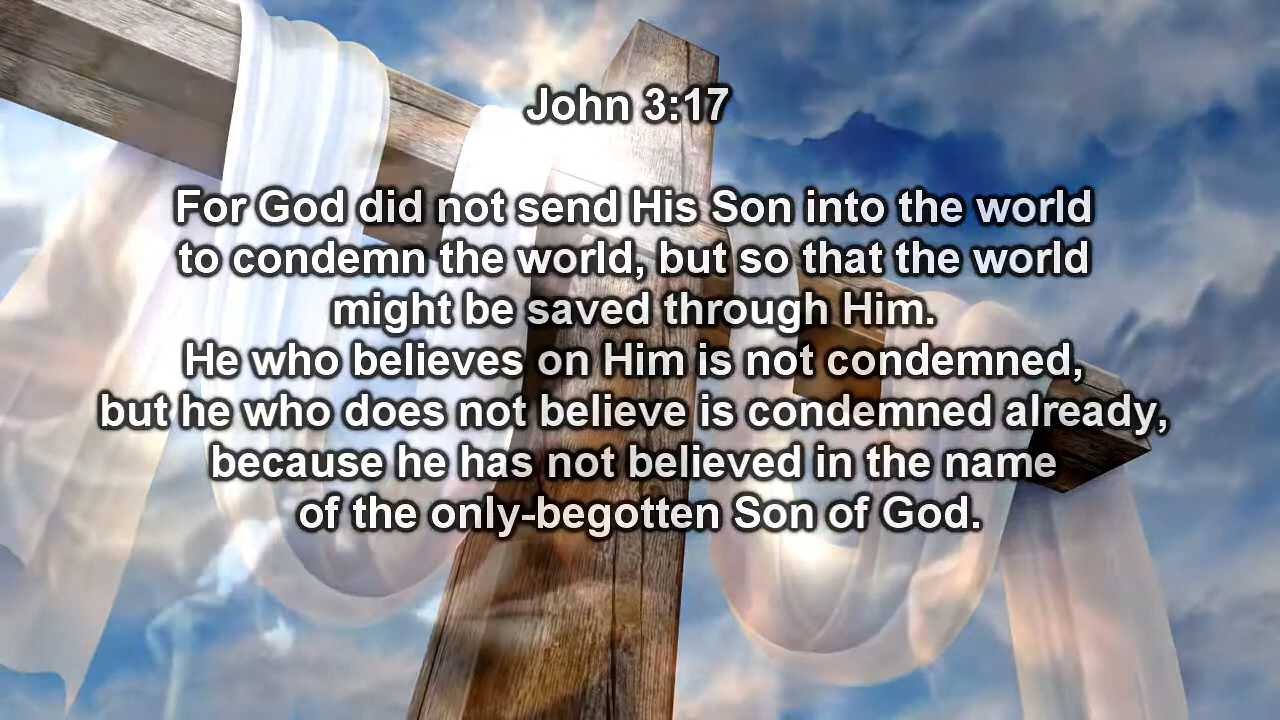 John 3:17
For God did not send His Son into the world
to condemn the world, but so that the world
might be saved through Him.
He who believes on Him is not condemned,
but he who does not believe is condemned already,
because he has not believed in the name
of the only-begotten Son of God.